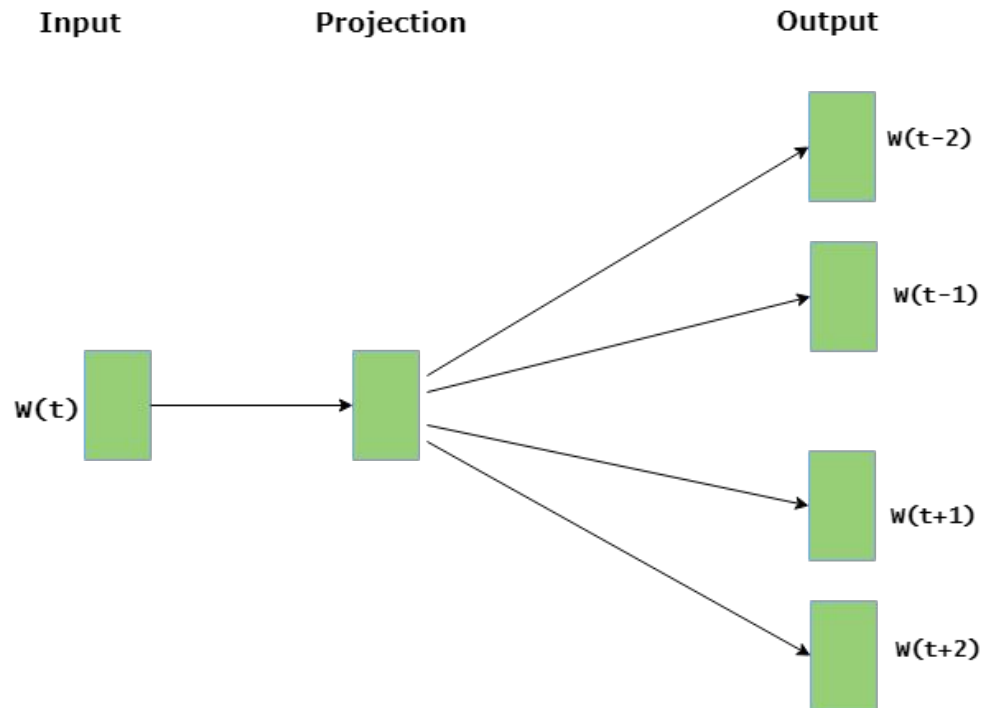 Input Projection Output
W(t-2)
W(t-1)
W(t)
W(t+1)
W(t+2)